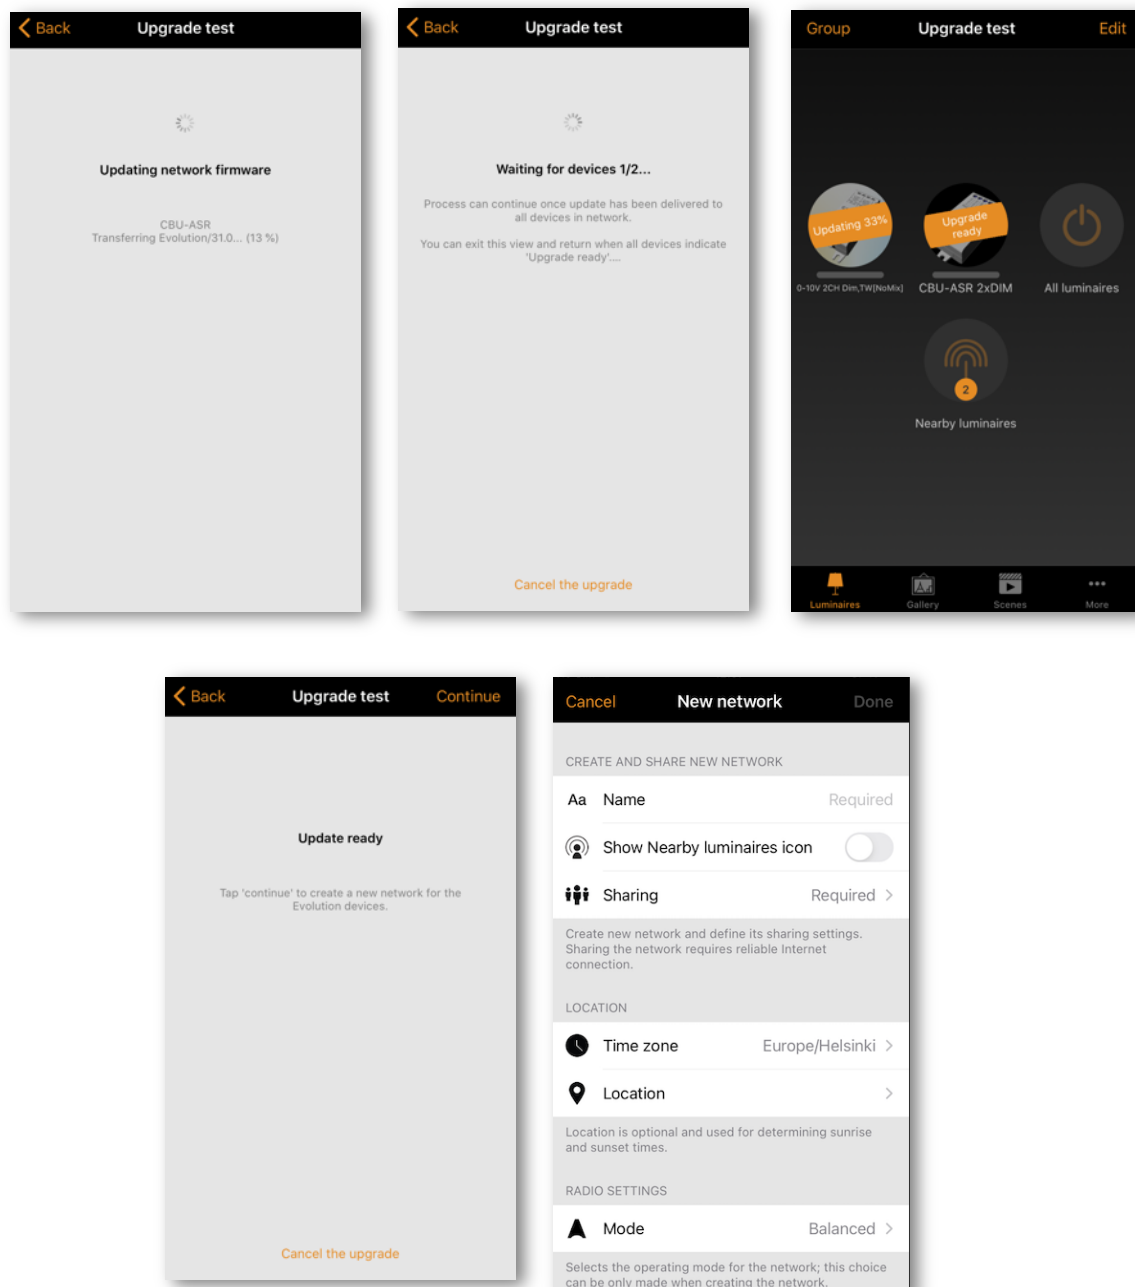 Back
Upgrade test
Updating network firmware
CBU-ASR
Transferring Evolution/31.0... (13 %)
Back
Upgrade test
Waiting for devices 1/2...
Process can continue once update has been delivered to
all devices in network.
You can exit this view and return when all devices indicate
'Upgrade ready'....
Cancel the upgrade
Group
Upgrade test
Edit
Updating 33%
Upgrade
ready
0-10V 2CH Dim,TW[NoMix]
CBU-ASR 2xDIM
All luminaires
2
Nearby luminaires
Luminaires
Gallery
Scenes
More
Back
Upgrade test
Continue
Update ready
Tap 'continue' to create a new network for the
Evolution devices.
Cancel the upgrade
Cancel
New network
Done
CREATE AND SHARE NEW NETWORK
Aa Name Required
Show Nearby luminaires icon
Sharing Required
Create new network and define its sharing settings.
Sharing the network requires reliable Internet
connection.
LOCATION
Time zone Europe/Helsinki
Location
Location is optional and used for determining sunrise
and sunset times.
RADIO SETTINGS
Mode Balanced
Selects the operating mode for the network; this choice
can be only made when creating the network.